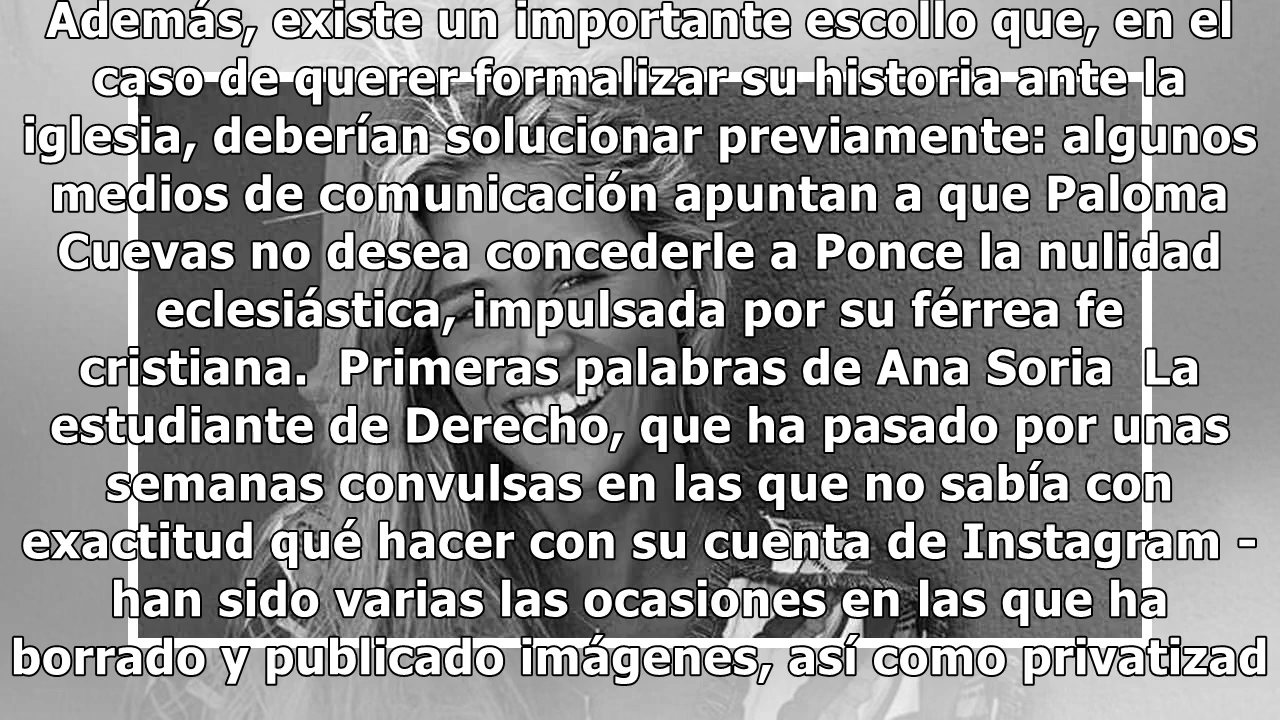 Además, existe un importante escollo que, en el
caso de querer formalizar su historia ante la
iglesia, deberían solucionar previamente: algunos
medios de comunicación apuntan a que Paloma
Cuevas no desea concederle a Ponce la nulidad
eclesiástica, impulsada por su férrea fe
cristiana.  Primeras palabras de Ana Soria  La
estudiante de Derecho, que ha pasado por unas
semanas convulsas en las que no sabía con
exactitud qué hacer con su cuenta de Instagram -
han sido varias las ocasiones en las que ha
borrado y publicado imágenes, así como privatizad